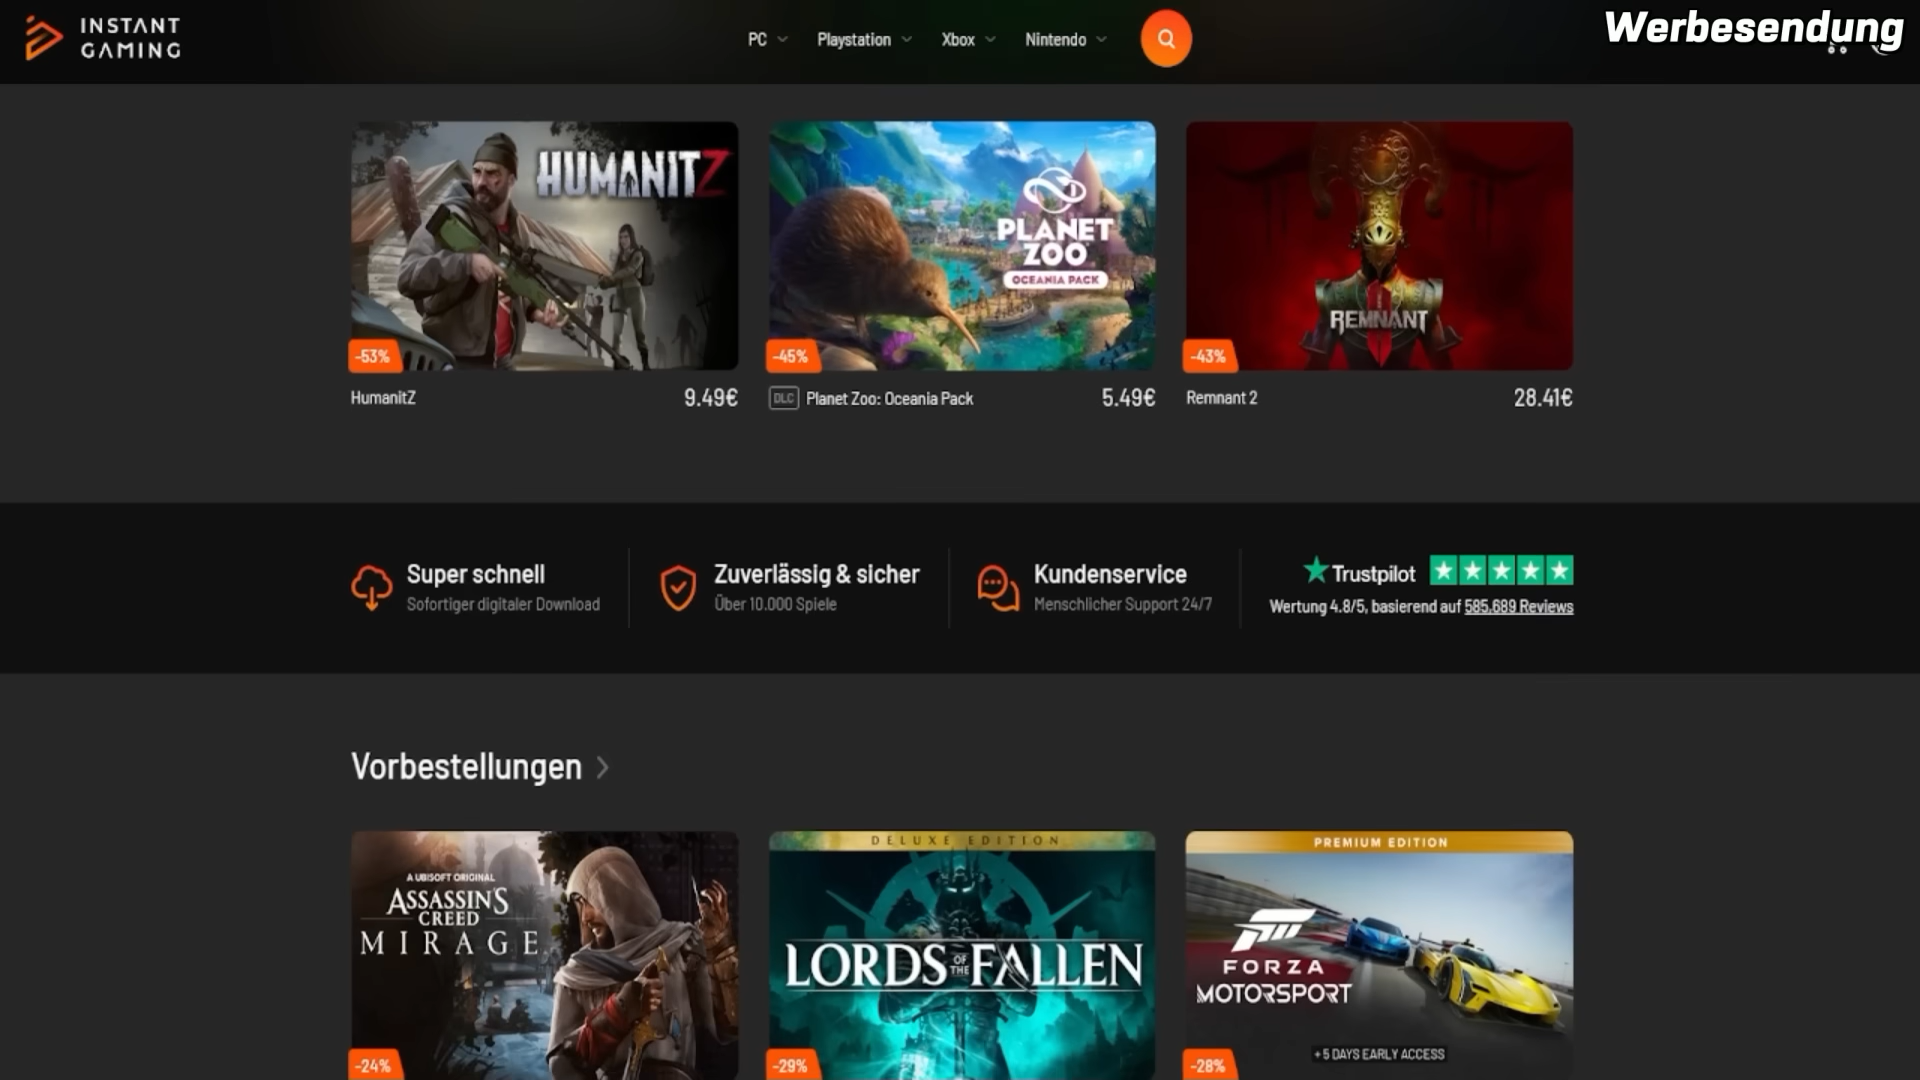 INSTANT
GAMING
PC
Playstation
Xbox
Nintendo
Werbesendung
HUMANITZ
PLANET
ZOO
OCEANIA PACK
REMNANT
-53%
-45%
-43%
HumanitZ
9.49€
DLC
Planet Zoo: Oceania Pack
5.49€
Remnant 2
28.41€
Super schnell
Sofortiger digitaler Download
Zuverlässig & sicher
Über 10.000 Spiele
Kundenservice
Menschlicher Support 24/7
Trustpilot
Wertung 4.8/5, basierend auf 585,689 Reviews
Vorbestellungen
A UBISOFT ORIGINAL
ASSASSIN'S
CREED
MIRAGE
-24%
DELUXE EDITION
LORDS OF THE FALLEN
-29%
PREMIUM EDITION
FORZA
MOTORSPORT
+ 5 DAYS EARLY ACCESS
-28%